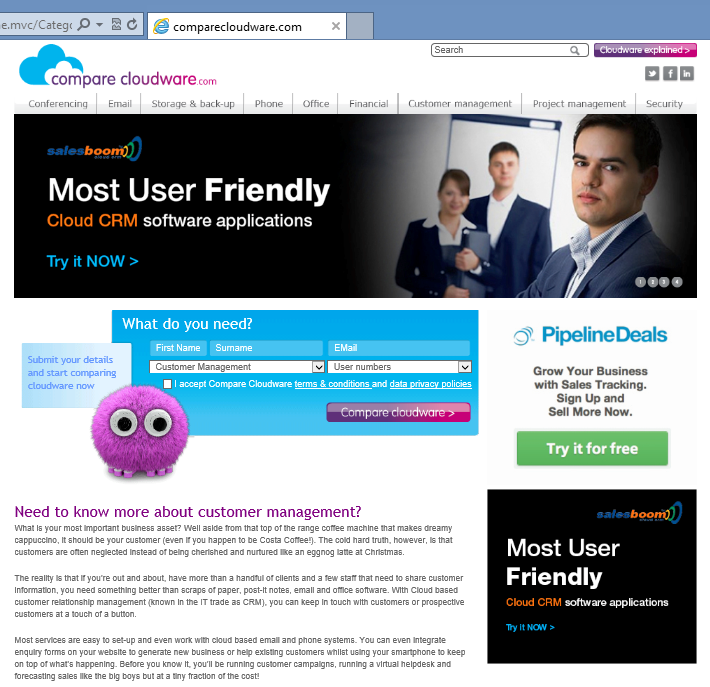 e.mvc/Catego
comparecloudware.com
compare cloudware.com
Search
Cloudware explained >
Conferencing Email Storage & back-up Phone Office Financial Customer management Project management Security
salesboom
cloud crm
Most User Friendly
Cloud CRM software applications
Try it NOW >
1 2 3 4
What do you need?
First Name Surname EMail
Customer Management User numbers
I accept Compare Cloudware terms & conditions and data privacy policies
Compare cloudware >
Submit your details
and start comparing
cloudware now
PipelineDeals
Grow Your Business
with Sales Tracking.
Sign Up and
Sell More Now.
Try it for free
salesboom
cloud crm
Most User
Friendly
Cloud CRM software applications
Try it NOW >
Need to know more about customer management?
What is your most important business asset? Well aside from that top of the range coffee machine that makes dreamy
cappuccino, it should be your customer (even if you happen to be Costa Coffee!). The cold hard truth, however, is that
customers are often neglected instead of being cherished and nurtured like an eggnog latte at Christmas.
The reality is that if you're out and about, have more than a handful of clients and a few staff that need to share customer
information, you need something better than scraps of paper, post-it notes, email and office software. With Cloud based
customer relationship management (known in the IT trade as CRM), you can keep in touch with customers or prospective
customers at a touch of a button.
Most services are easy to set-up and even work with cloud based email and phone systems. You can even integrate
enquiry forms on your website to generate new business or help existing customers whilst using your smartphone to keep
on top of what's happening. Before you know it, you'll be running customer campaigns, running a virtual helpdesk and
forecasting sales like the big boys but at a tiny fraction of the cost!